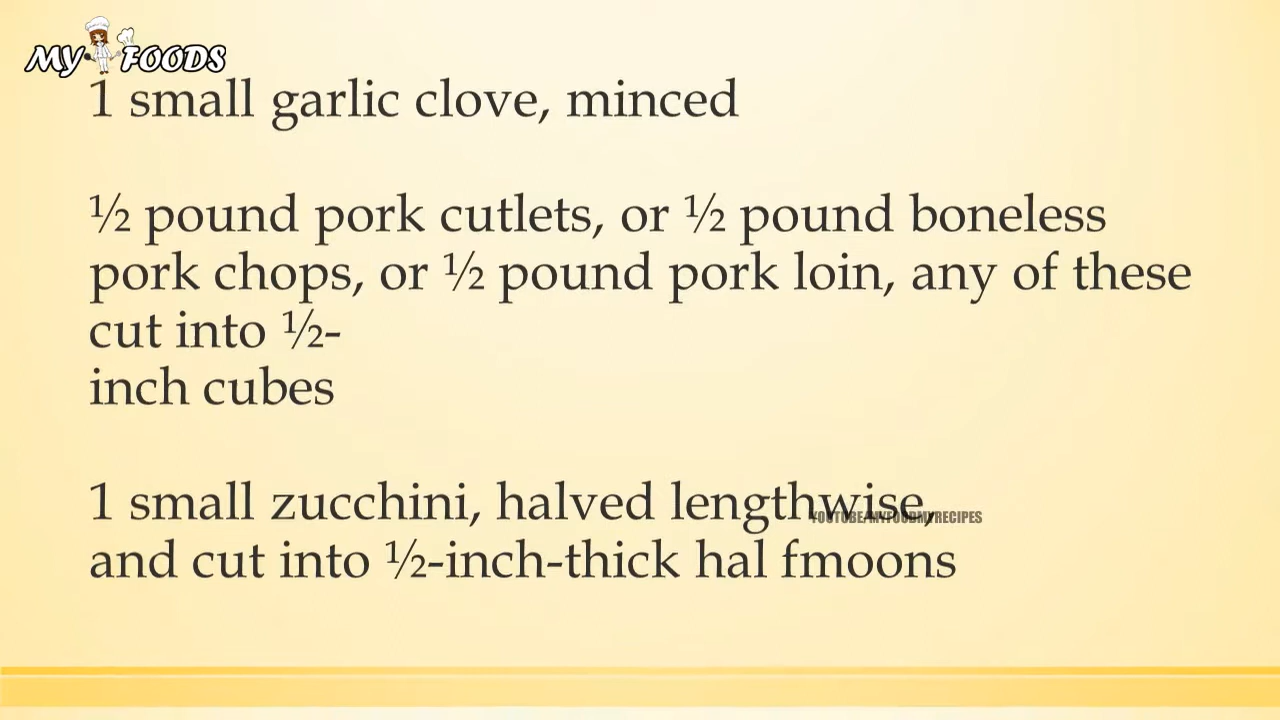 MY FOODS
1 small garlic clove, minced
½ pound pork cutlets, or ½ pound boneless
pork chops, or ½ pound pork loin, any of these
cut into ½-
inch cubes
1 small zucchini, halved lengthwise,
YOUTUBE/MYFOODMYRECIPES
and cut into ½-inch-thick hal fmoons